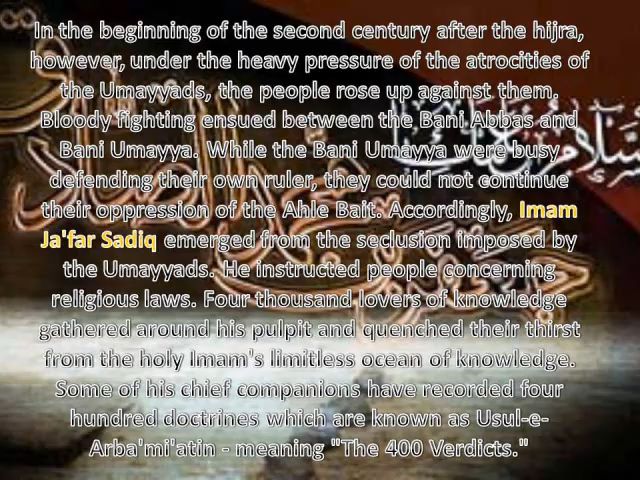 In the beginning of the second century after the hijra,
however, under the heavy pressure of the atrocities of
the Umayyads, the people rose up against them.
Bloody fighting ensued between the Bani Abbas and
Bani Umayya. While the Bani Umayya were busy
defending their own ruler, they could not continue
their oppression of the Ahle Bait. Accordingly, Imam
Ja'far Sadiq emerged from the seclusion imposed by
the Umayyads. He instructed people concerning
religious laws. Four thousand lovers of knowledge
gathered around his pulpit and quenched their thirst
from the holy Imam's limitless ocean of knowledge.
Some of his chief companions have recorded four
hundred doctrines which are known as Usul-e-
Arba'mi'atin - meaning "The 400 Verdicts."